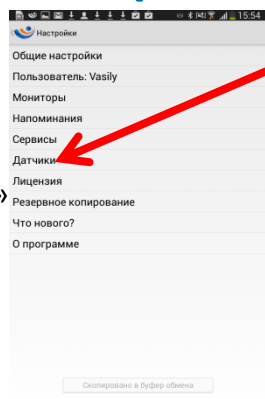 15:54
Настройки
Общие настройки
Пользователь: Vasily
Мониторы
Напоминания
Сервисы
Датчики
Лицензия
»
Резервное копирование
Что нового?
О программе
Скопировано в буфер обмена